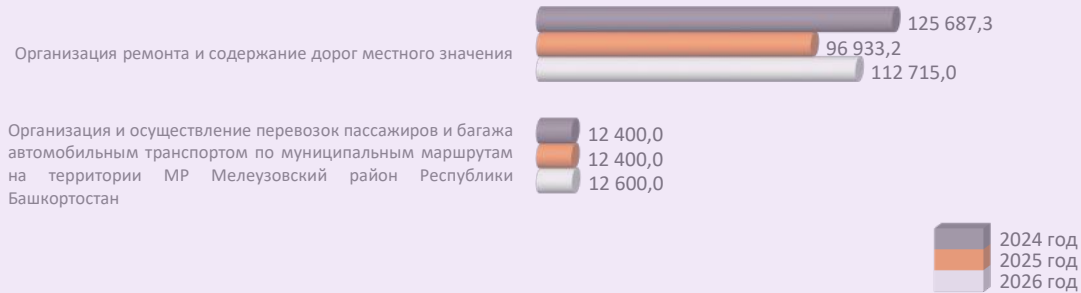 125 687,3
Организация ремонта и содержание дорог местного значения
96 933,2
112 715,0
Организация и осуществление перевозок пассажиров и багажа
автомобильным транспортом по муниципальным маршрутам
на территории МР Мелеузовский район Республики
Башкортостан
12 400,0
12 400,0
12 600,0
2024 год
2025 год
2026 год